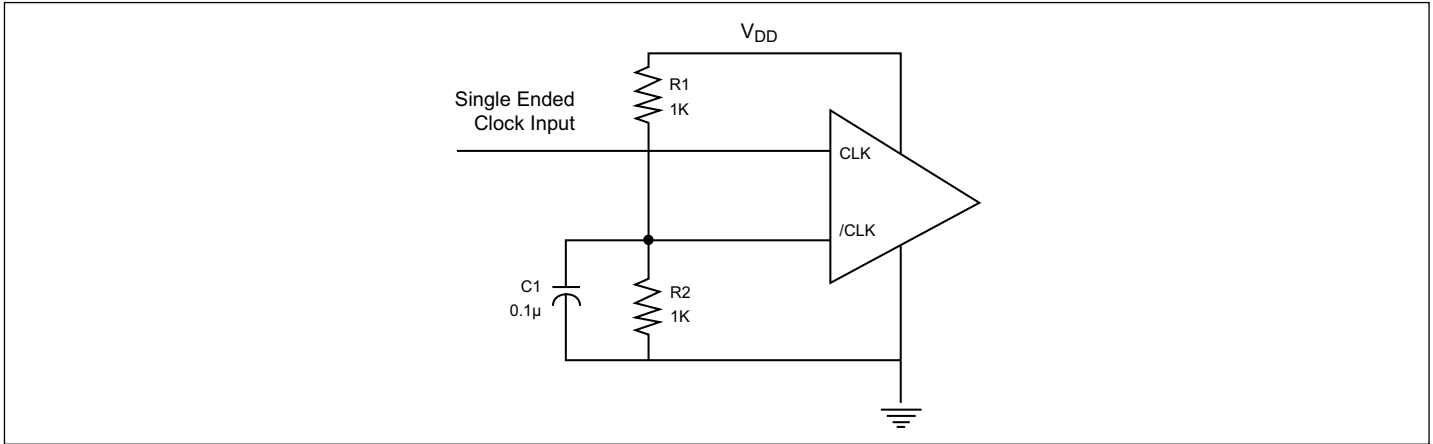 VDD
R1
1K
Single Ended
Clock Input
CLK
/CLK
C1
0.1µ
R2
1K